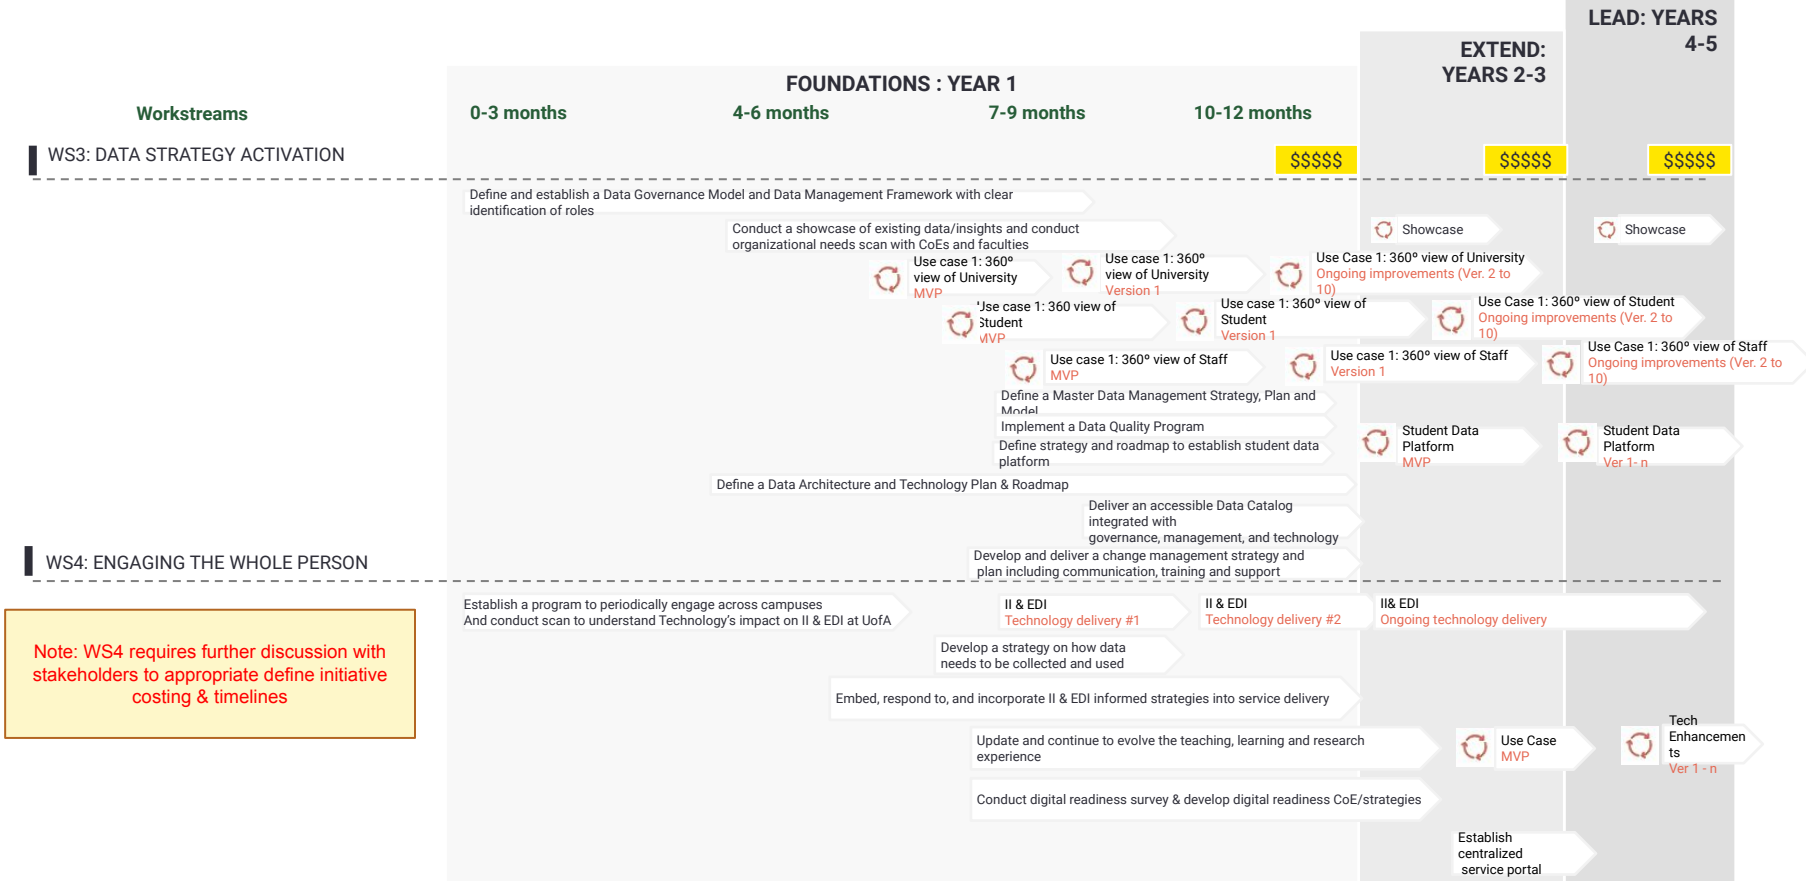 LEAD: YEARS
4-5
EXTEND:
YEARS 2-3
FOUNDATIONS : YEAR 1
Workstreams
0-3 months
4-6 months
7-9 months
10-12 months
WS3: DATA STRATEGY ACTIVATION
$$$$$
$$$$$
$$$$$
Define and establish a Data Governance Model and Data Management Framework with clear
identification of roles
Conduct a showcase of existing data/insights and conduct
organizational needs scan with CoEs and faculties
Showcase
Showcase
Use case 1: 360º
view of University
MVP
Use case 1: 360º
view of University
Version 1
Use Case 1: 360º view of University
Ongoing improvements (Ver. 2 to
10)
Use case 1: 360 view of
Student
MVP
Use case 1: 360º view of
Student
Version 1
Use Case 1: 360º view of Student
Ongoing improvements (Ver. 2 to
10)
Use case 1: 360º view of Staff
MVP
Use case 1: 360º view of Staff
Version 1
Use Case 1: 360º view of Staff
Ongoing improvements (Ver. 2 to
10)
Define a Master Data Management Strategy, Plan and
Model
Implement a Data Quality Program
Define strategy and roadmap to establish student data
platform
Student Data
Platform
MVP
Student Data
Platform
Ver 1- n
Define a Data Architecture and Technology Plan & Roadmap
Deliver an accessible Data Catalog
integrated with
governance, management, and technology
Develop and deliver a change management strategy and
plan including communication, training and support
WS4: ENGAGING THE WHOLE PERSON
Note: WS4 requires further discussion with
stakeholders to appropriate define initiative
costing & timelines
Establish a program to periodically engage across campuses
And conduct scan to understand Technology's impact on II & EDI at UofA
II & EDI
Technology delivery #1
II & EDI
Technology delivery #2
II& EDI
Ongoing technology delivery
Develop a strategy on how data
needs to be collected and used
Embed, respond to, and incorporate II & EDI informed strategies into service delivery
Update and continue to evolve the teaching, learning and research
experience
Use Case
MVP
Tech
Enhancemen
ts
Ver 1 - n
Conduct digital readiness survey & develop digital readiness CoE/strategies
Establish
centralized
service portal